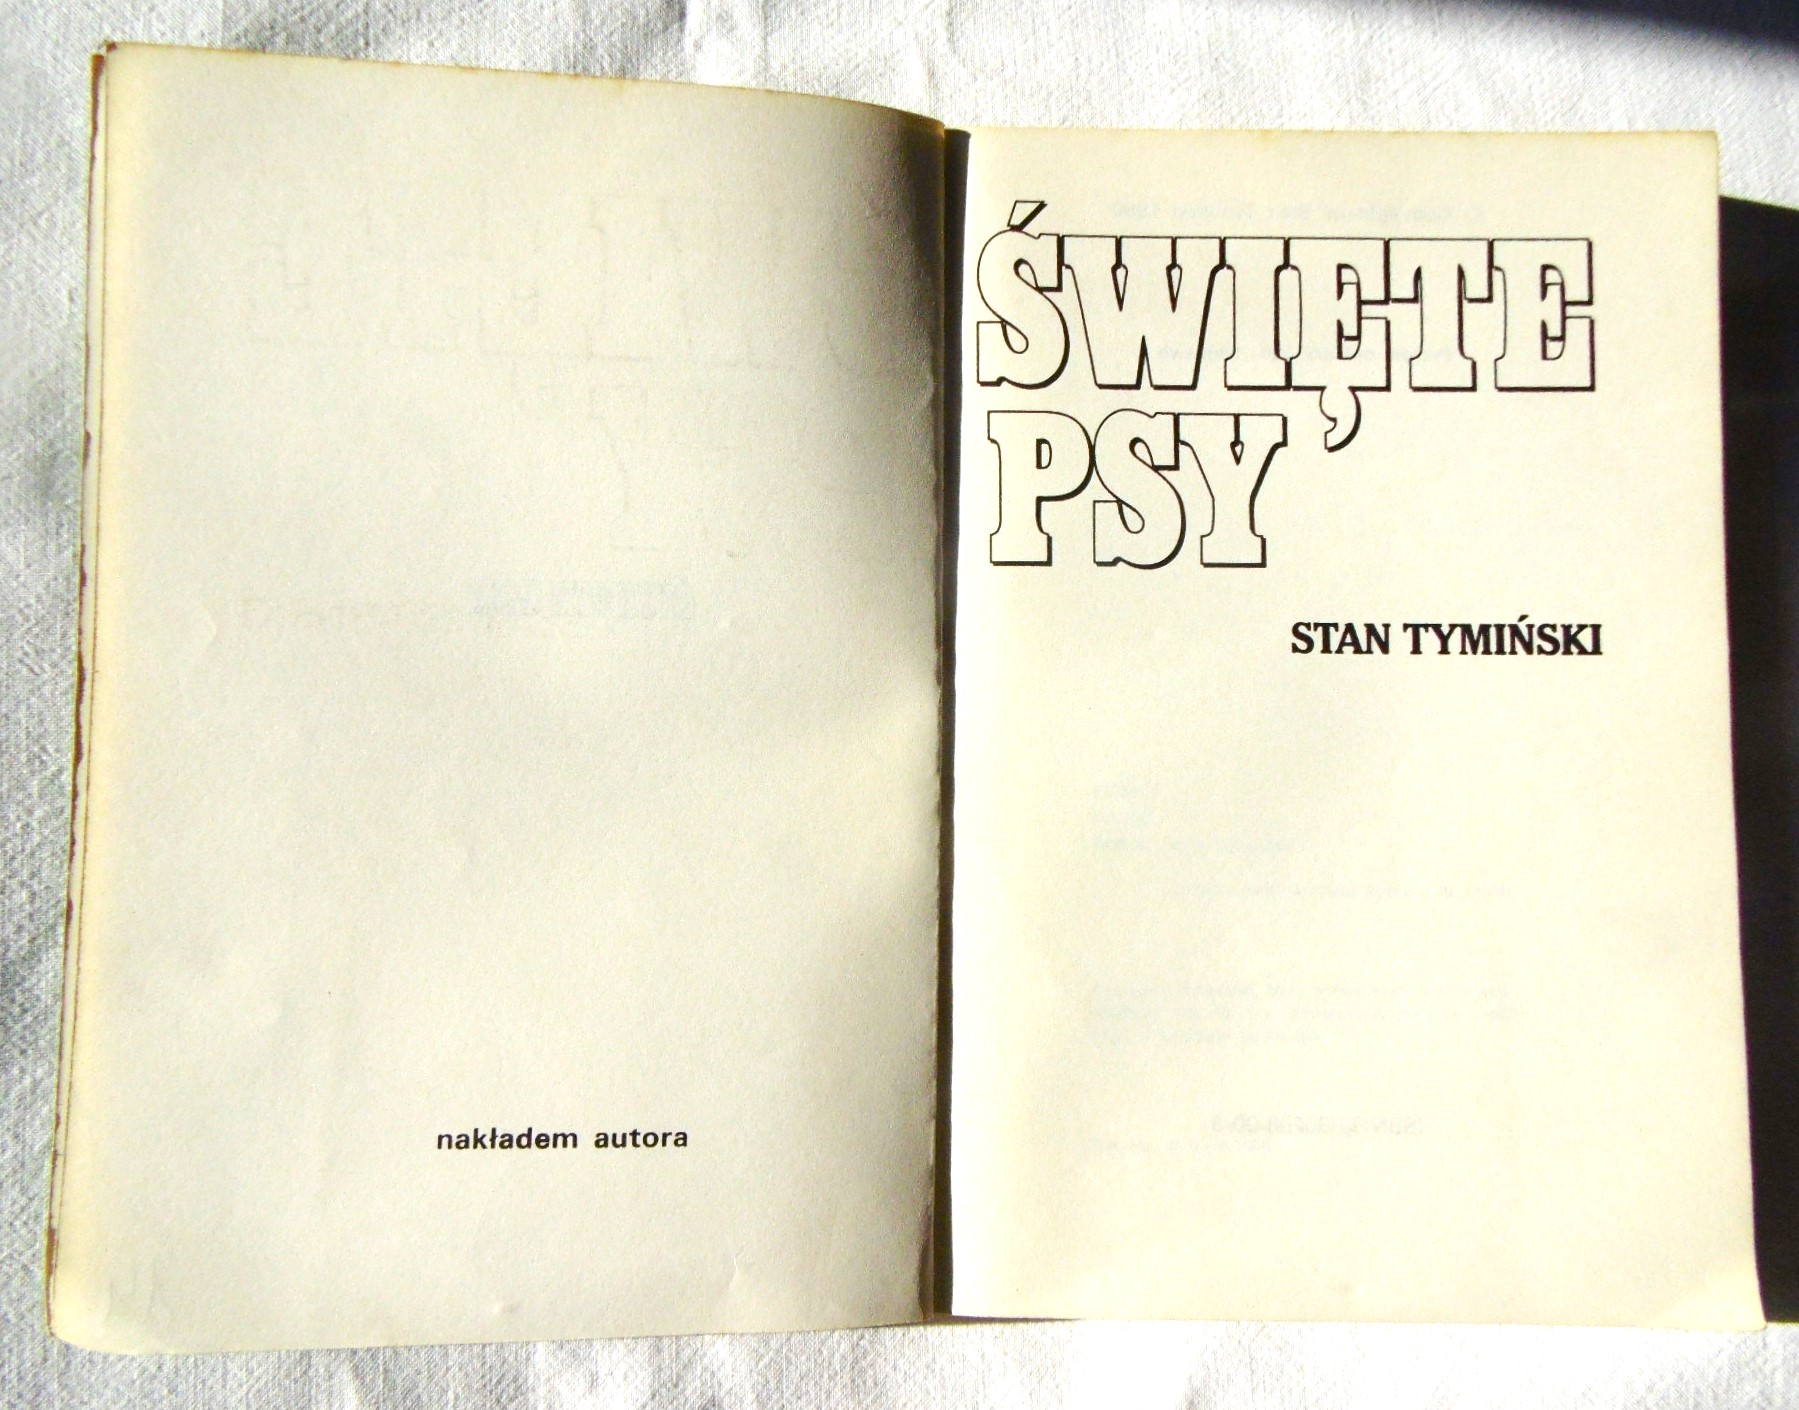 nakładem autora
ŚWIĘTE
PSY
STAN TYMIŃSKI